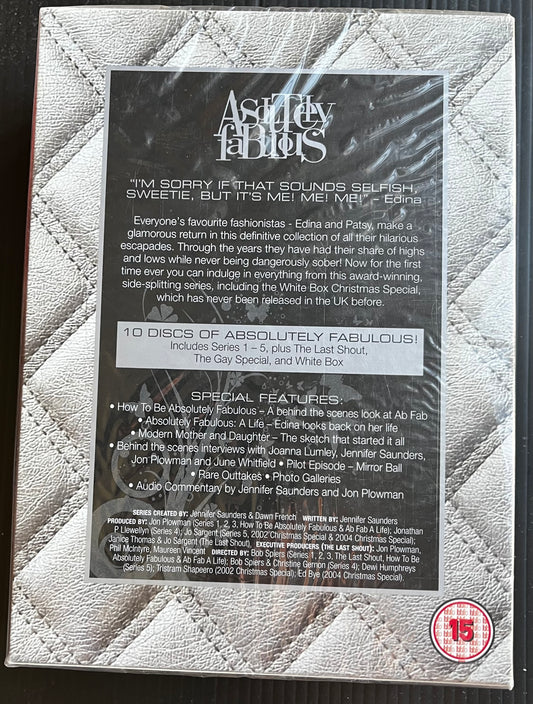 Absolutely
fabulous
"I'M SORRY IF THAT SOUNDS SELFISH,
SWEETIE, BUT IT'S ME! ME! ME!" - Edina
Everyone's favourite fashionistas - Edina and Patsy, make a
glamorous return in this definitive collection of all their hilarious
escapades. Through the years they have had their share of highs
and lows while never being dangerously sober! Now for the first
time ever you can indulge in everything from this award-winning,
side-splitting series, including the White Box Christmas Special,
which has never been released in the UK before.
10 DISCS OF ABSOLUTELY FABULOUS!
Includes Series 1 – 5, plus The Last Shout,
The Gay Special, and White Box
SPECIAL FEATURES:
• How To Be Absolutely Fabulous – A behind the scenes look at Ab Fab
• Absolutely Fabulous: A Life – Edina looks back on her life
• Modern Mother and Daughter – The sketch that started it all
• Behind the scenes interviews with Joanna Lumley, Jennifer Saunders,
Jon Plowman and June Whitfield • Pilot Episode – Mirror Ball
• Rare Outtakes • Photo Galleries
• Audio Commentary by Jennifer Saunders and Jon Plowman
SERIES CREATED BY: Jennifer Saunders & Dawn French WRITTEN BY: Jennifer Saunders
PRODUCED BY: Jon Plowman (Series 1, 2, 3, How To Be Absolutely Fabulous & Ab Fab A Life); Jonathan
P Llewellyn (Series 4); Jo Sargent (Series 5, 2002 Christmas Special & 2004 Christmas Special);
Janice Thomas & Jo Sargent (The Last Shout). EXECUTIVE PRODUCERS (THE LAST SHOUT): Jon Plowman,
Phil McIntyre, Maureen Vincent DIRECTED BY: Bob Spiers (Series 1, 2, 3, The Last Shout, How To Be
Absolutely Fabulous & Ab Fab A Life); Bob Spiers & Christine Gernon (Series 4); Dewi Humphreys
(Series 5); Tristram Shapeero (2002 Christmas Special); Ed Bye (2004 Christmas Special).
15